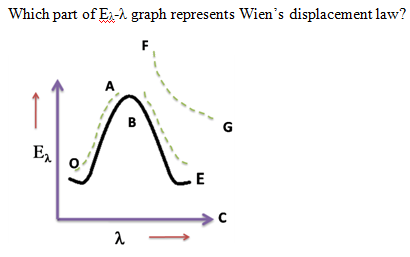 Which part of Eλ-λ graph represents Wien's displacement law?
F
A
B
G
Eλ
O
E
C
λ